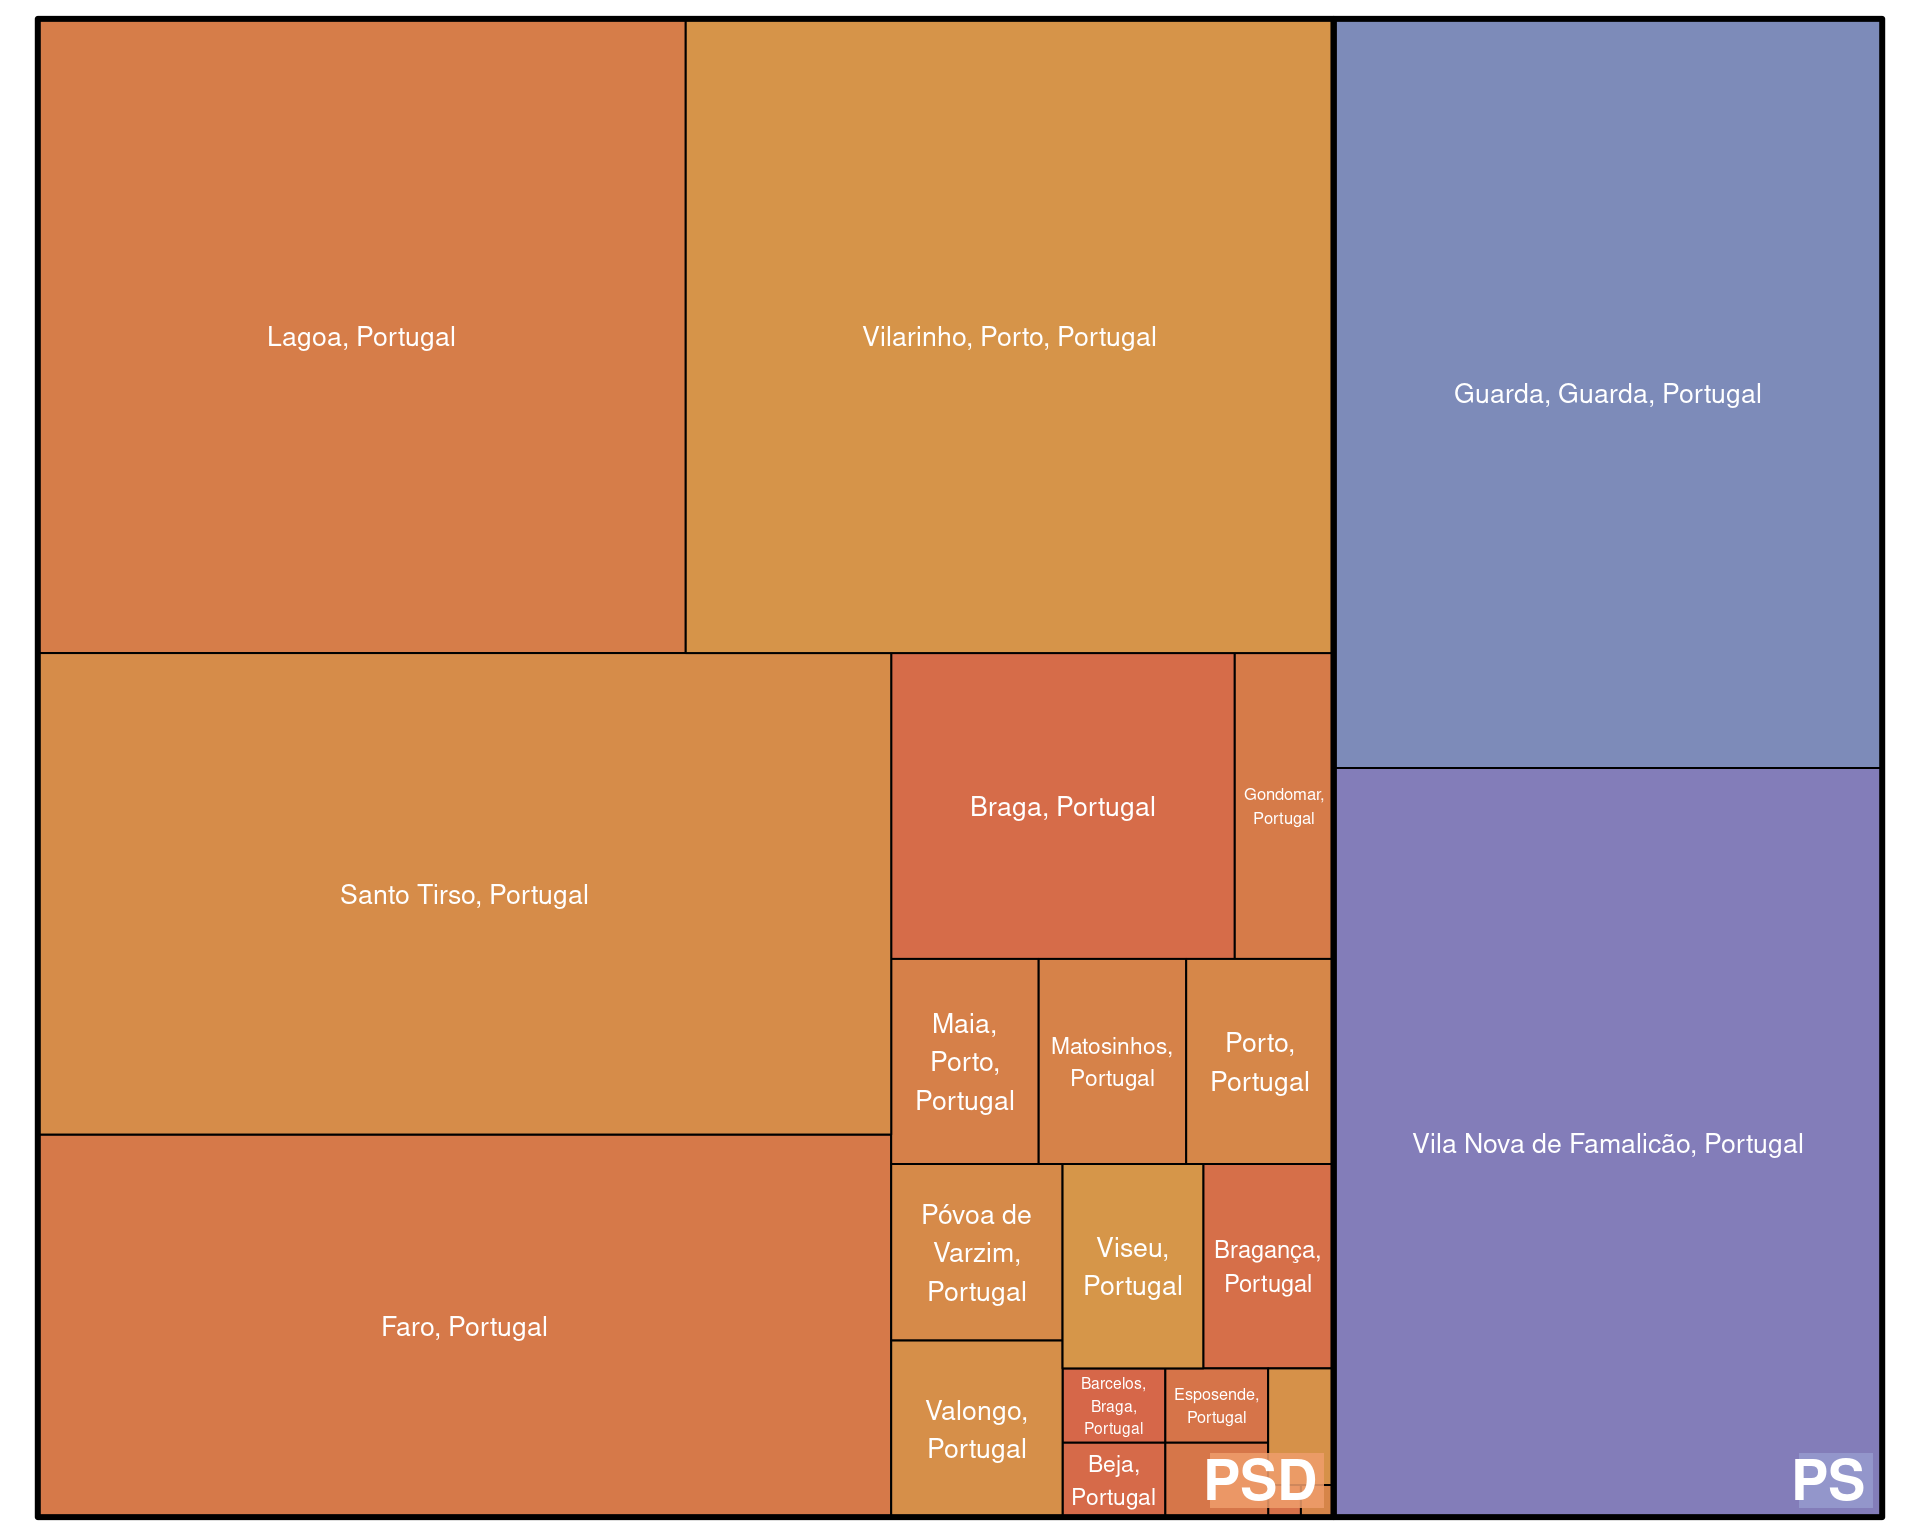 Lagoa, Portugal
Vilarinho, Porto, Portugal
Guarda, Guarda, Portugal
Santo Tirso, Portugal
Braga, Portugal
Gondomar,
Portugal
Maia,
Porto,
Portugal
Matosinhos,
Portugal
Porto,
Portugal
Vila Nova de Famalicão, Portugal
Póvoa de
Varzim,
Portugal
Viseu,
Portugal
Bragança,
Portugal
Faro, Portugal
Valongo,
Portugal
Barcelos,
Braga,
Portugal
Esposende,
Portugal
Beja,
Portugal
PSD
PS